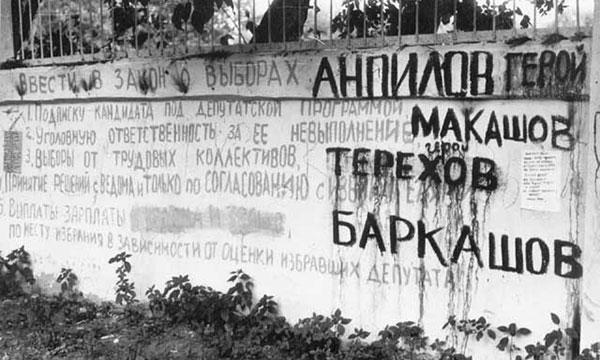 ВВЕСТИ В ЗАКОН О ВЫБОРАХ
1. ПОДПИСКУ КАНДИДАТА ПОД ДЕПУТАТСКОЙ ПРОГРАММОЙ
2. УГОЛОВНУЮ ОТВЕТСТВЕННОСТЬ ЗА ЕЕ НЕВЫПОЛНЕНИЕ
3. ВЫБОРЫ ОТ ТРУДОВЫХ КОЛЛЕКТИВОВ,
ПРИНЯТИЕ РЕШЕНИЙ С ВЕДОМА И ТОЛЬКО ПО СОГЛАСОВАНИЮ С
ВЫПЛАТЫ ЗАРПЛАТЫ
ПО МЕСТУ ИЗБРАНИЯ В ЗАВИСИМОСТИ ОТ ОЦЕНКИ ИЗБРАВШИХ ДЕПУТАТА
АНПИЛОВ ГЕРОЙ
МАКАШОВ
ГЕРОИ
ТЕРЕХОВ
БАРКАШОВ